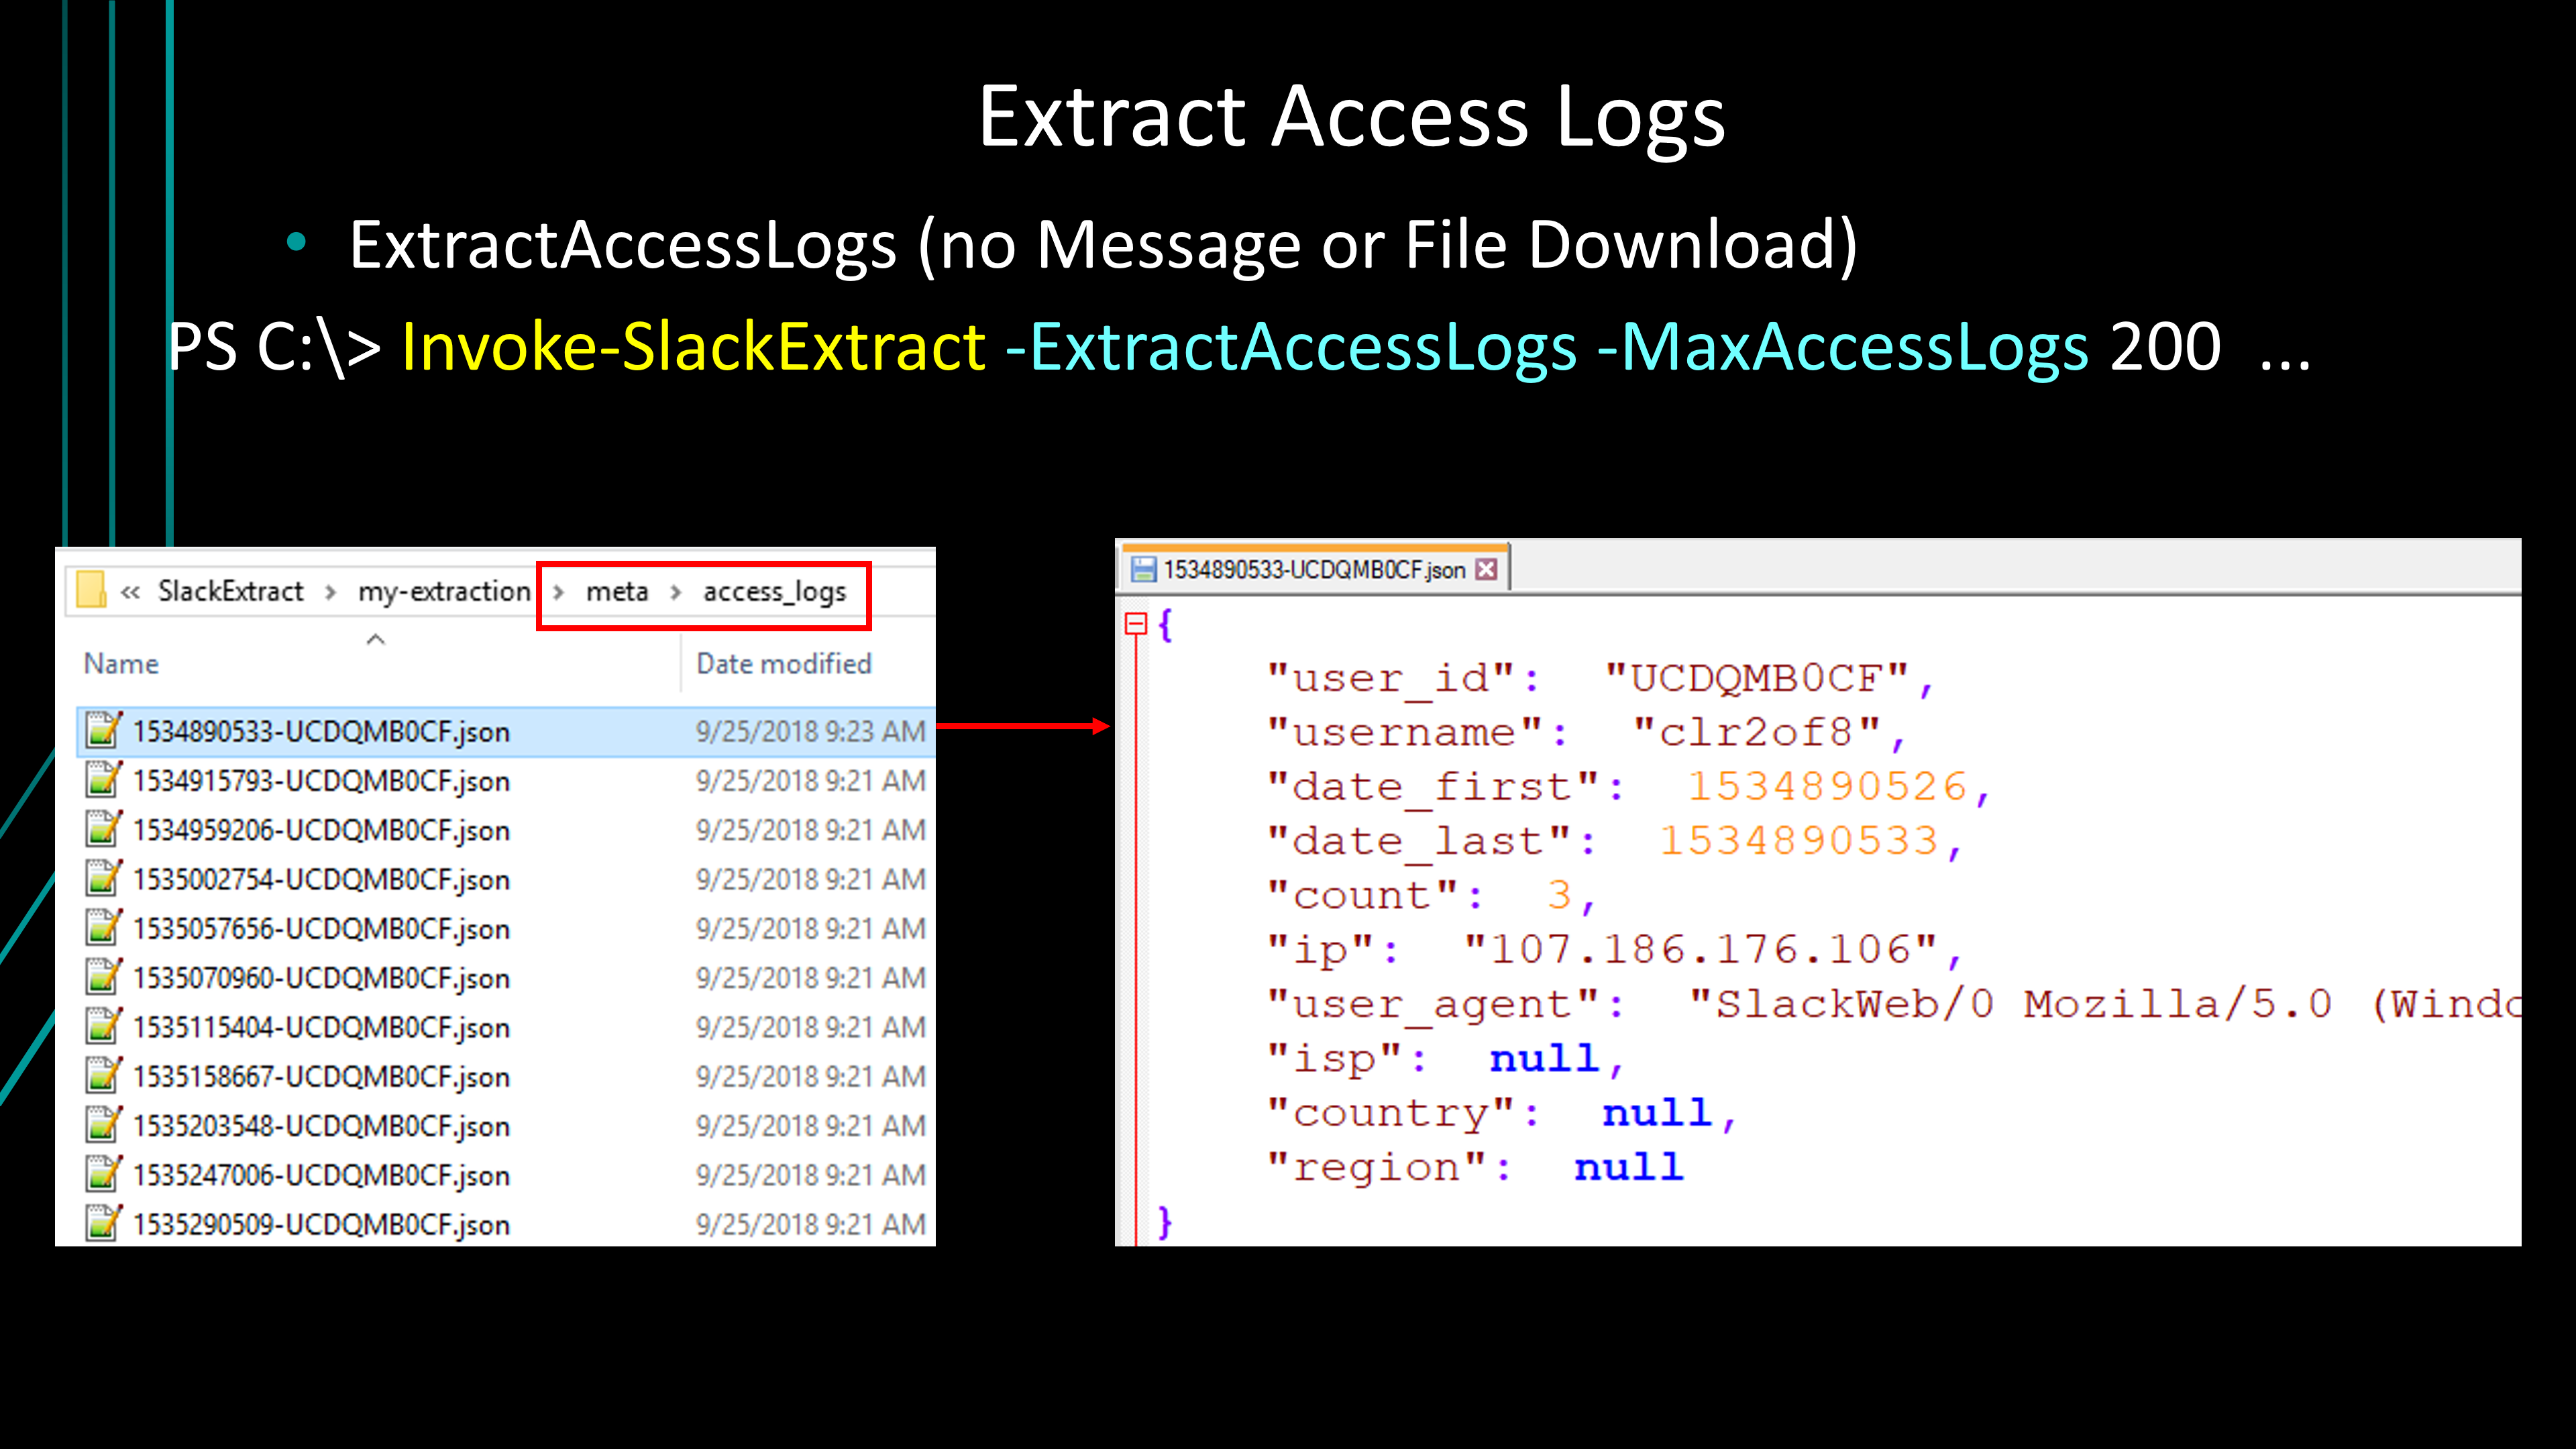 Extract Access Logs
• ExtractAccessLogs (no Message or File Download)
PS C:\> Invoke-SlackExtract -ExtractAccessLogs -MaxAccessLogs 200 ...
« SlackExtract > my-extraction > meta > access_logs
Name Date modified
1534890533-UCDQMB0CF.json 9/25/2018 9:23 AM
1534915793-UCDQMB0CF.json 9/25/2018 9:21 AM
1534959206-UCDQMB0CF.json 9/25/2018 9:21 AM
1535002754-UCDQMB0CF.json 9/25/2018 9:21 AM
1535057656-UCDQMB0CF.json 9/25/2018 9:21 AM
1535070960-UCDQMB0CF.json 9/25/2018 9:21 AM
1535115404-UCDQMB0CF.json 9/25/2018 9:21 AM
1535158667-UCDQMB0CF.json 9/25/2018 9:21 AM
1535203548-UCDQMB0CF.json 9/25/2018 9:21 AM
1535247006-UCDQMB0CF.json 9/25/2018 9:21 AM
1535290509-UCDQMB0CF.json 9/25/2018 9:21 AM
1534890533-UCDQMB0CF.json
{
"user_id": "UCDQMB0CF",
"username": "clr2of8",
"date_first": 1534890526,
"date_last": 1534890533,
"count": 3,
"ip": "107.186.176.106",
"user_agent": "SlackWeb/0 Mozilla/5.0 (Windo
"isp": null,
"country": null,
"region": null
}